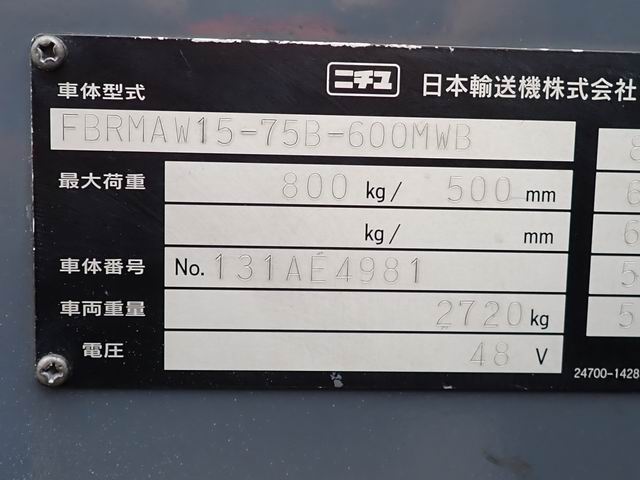 ニチユ 日本輸送機株式会社
車体型式
FBRMAW15-75B-600MWB
最大荷重 800 kg/ 500 mm
kg/ mm
車体番号 No. 131AE4981
車両重量 2720 kg
電圧 48 V
24700-1428